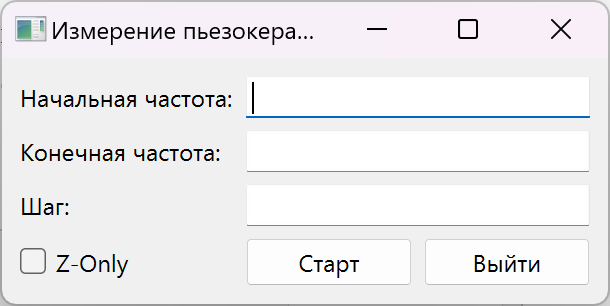 Измерение пьезокера...
Начальная частота:
Конечная частота:
Шаг:
Z-Only
Старт
Выйти